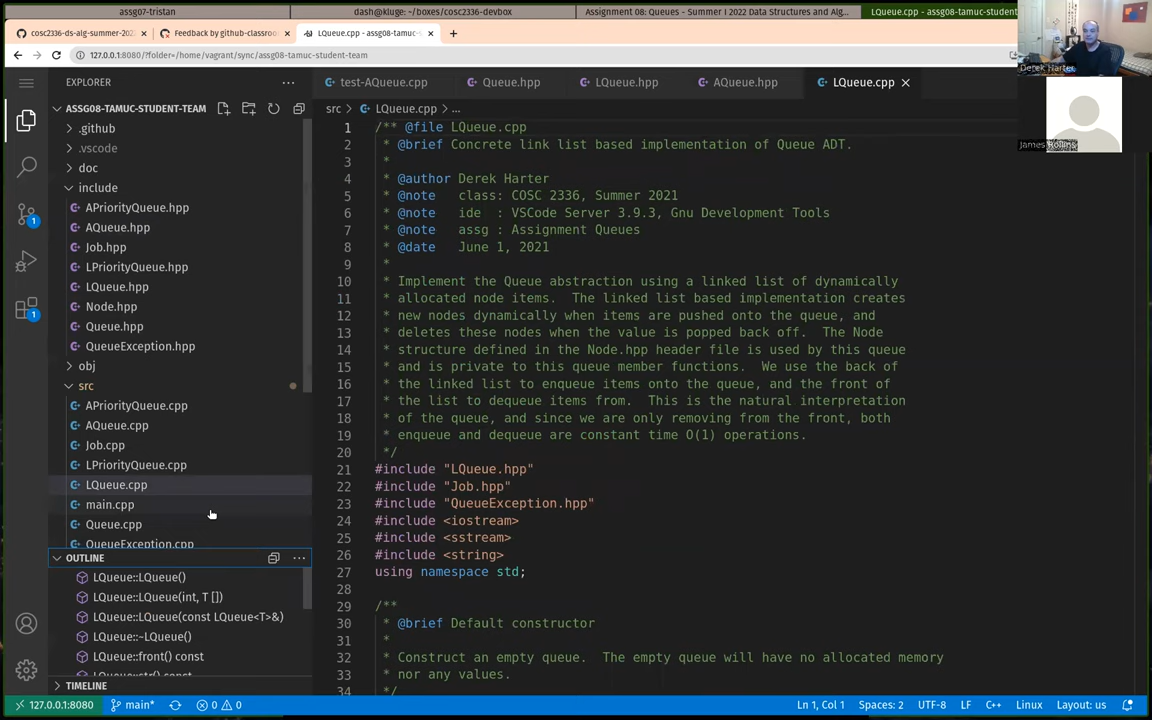 assg07-tristan
dash@kluge: ~/boxes/cosc2336-devbox
Assignment 08: Queues - Summer I 2022 Data Structures and Alg...
LQueue.cpp - assg08-tamuc-student
cosc2336-ds-alg-summer-202
Feedback by github-classroo
LQueue.cpp - assg08-tamuc-
127.0.0.1:8080/?folder=/home/vagrant/sync/assg08-tamuc-student-team
Derek Harter
James Rollins
EXPLORER
ASSG08-TAMUC-STUDENT-TEAM
.github
.vscode
doc
include
APriorityQueue.hpp
AQueue.hpp
Job.hpp
LPriorityQueue.hpp
LQueue.hpp
Node.hpp
Queue.hpp
QueueException.hpp
obj
src
APriorityQueue.cpp
AQueue.cpp
Job.cpp
LPriorityQueue.cpp
LQueue.cpp
main.cpp
Queue.cpp
QueueException.cpp
OUTLINE
LQueue::LQueue()
LQueue::LQueue(int, T [])
LQueue::LQueue(const LQueue<T>&)
LQueue::~LQueue()
LQueue::front() const
LQueue::str() const
TIMELINE
1
1
test-AQueue.cpp
Queue.hpp
LQueue.hpp
AQueue.hpp
LQueue.cpp
src > LQueue.cpp > ...
1 /** @file LQueue.cpp
2 * @brief Concrete link list based implementation of Queue ADT.
3 *
4 * @author Derek Harter
5 * @note class: COSC 2336, Summer 2021
6 * @note ide : VSCode Server 3.9.3, Gnu Development Tools
7 * @note assg : Assignment Queues
8 * @date June 1, 2021
9 *
10 * Implement the Queue abstraction using a linked list of dynamically
11 * allocated node items. The linked list based implementation creates
12 * new nodes dynamically when items are pushed onto the queue, and
13 * deletes these nodes when the value is popped back off. The Node
14 * structure defined in the Node.hpp header file is used by this queue
15 * and is private to this queue member functions. We use the back of
16 * the linked list to enqueue items onto the queue, and the front of
17 * the list to dequeue items from. This is the natural interpretation
18 * of the queue, and since we are only removing from the front, both
19 * enqueue and dequeue are constant time O(1) operations.
20 */
21 #include "LQueue.hpp"
22 #include "Job.hpp"
23 #include "QueueException.hpp"
24 #include <iostream>
25 #include <sstream>
26 #include <string>
27 using namespace std;
28
29 /**
30 * @brief Default constructor
31 *
32 * Construct an empty queue. The empty queue will have no allocated memory
33 * nor any values.
34 */
127.0.0.1:8080
main*
0 0
Ln 1, Col 1
Spaces: 2
UTF-8
LF
C++
Linux
Layout: us